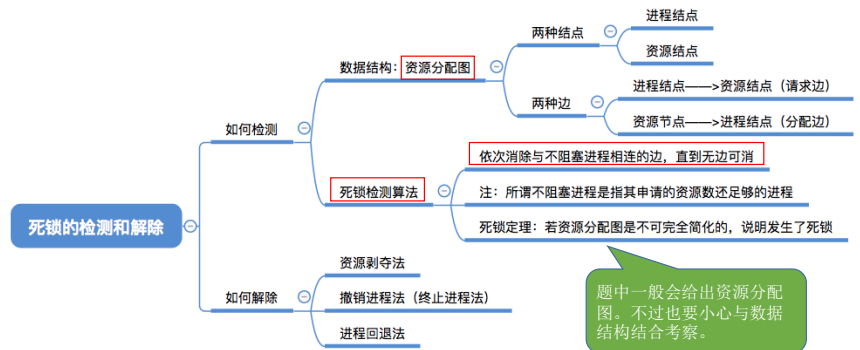 死锁的检测和解除
如何检测
数据结构：资源分配图
两种结点
进程结点
资源结点
两种边
进程结点——>资源结点（请求边）
资源节点——>进程结点（分配边）
死锁检测算法
依次消除与不阻塞进程相连的边，直到无边可消
注：所谓不阻塞进程是指其申请的资源数还足够的进程
死锁定理：若资源分配图是不可完全简化的，说明发生了死锁
题中一般会给出资源分配
图。不过也要小心与数据
结构结合考察。
如何解除
资源剥夺法
撤销进程法（终止进程法）
进程回退法